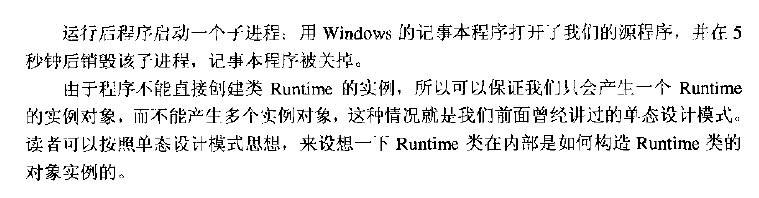 运行后程序启动一个子进程，用 Windows 的记事本程序打开了我们的源程序，并在 5
秒钟后销毁该子进程，记事本程序被关掉。
由于程序不能直接创建类 Runtime 的实例，所以可以保证我们只会产生一个 Runtime
的实例对象，而不能产生多个实例对象，这种情况就是我们前面曾经讲过的单态设计模式。
读者可以按照单态设计模式思想，来设想一下 Runtime 类在内部是如何构造 Runtime 类的
对象实例的。